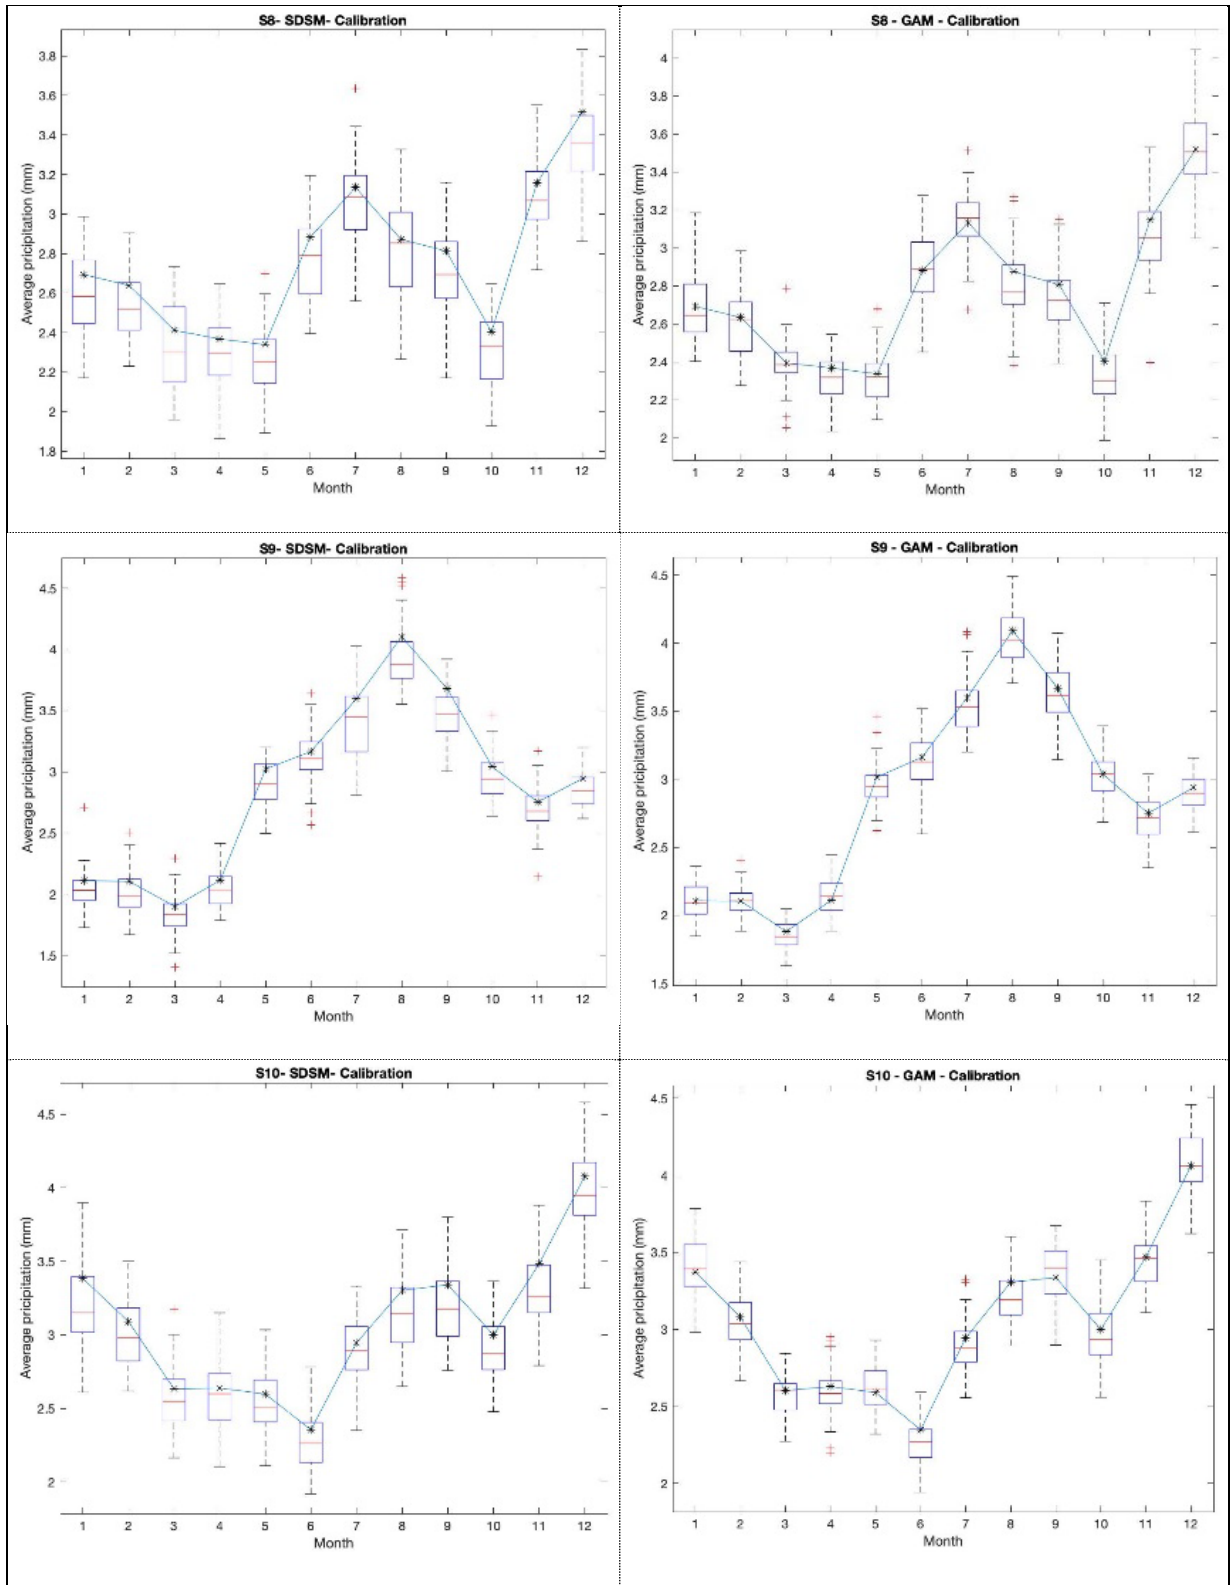 S8- SDSM- Calibration
3.8
3.6
3.4
3.2
3
2.8
2.6
2.4
2.2
2
1.8
Average pricipitation (mm)
1 2 3 4 5 6 7 8 9 10 11 12
Month
S8 - GAM - Calibration
4
3.8
3.6
3.4
3.2
3
2.8
2.6
2.4
2.2
2
Average pricipitation (mm)
1 2 3 4 5 6 7 8 9 10 11 12
Month
S9- SDSM- Calibration
4.5
4
3.5
3
2.5
2
1.5
Average pricipitation (mm)
1 2 3 4 5 6 7 8 9 10 11 12
Month
S9 - GAM - Calibration
4.5
4
3.5
3
2.5
2
1.5
Average pricipitation (mm)
1 2 3 4 5 6 7 8 9 10 11 12
Month
S10- SDSM- Calibration
4.5
4
3.5
3
2.5
2
Average pricipitation (mm)
1 2 3 4 5 6 7 8 9 10 11 12
Month
S10 - GAM - Calibration
4.5
4
3.5
3
2.5
2
Average pricipitation (mm)
1 2 3 4 5 6 7 8 9 10 11 12
Month